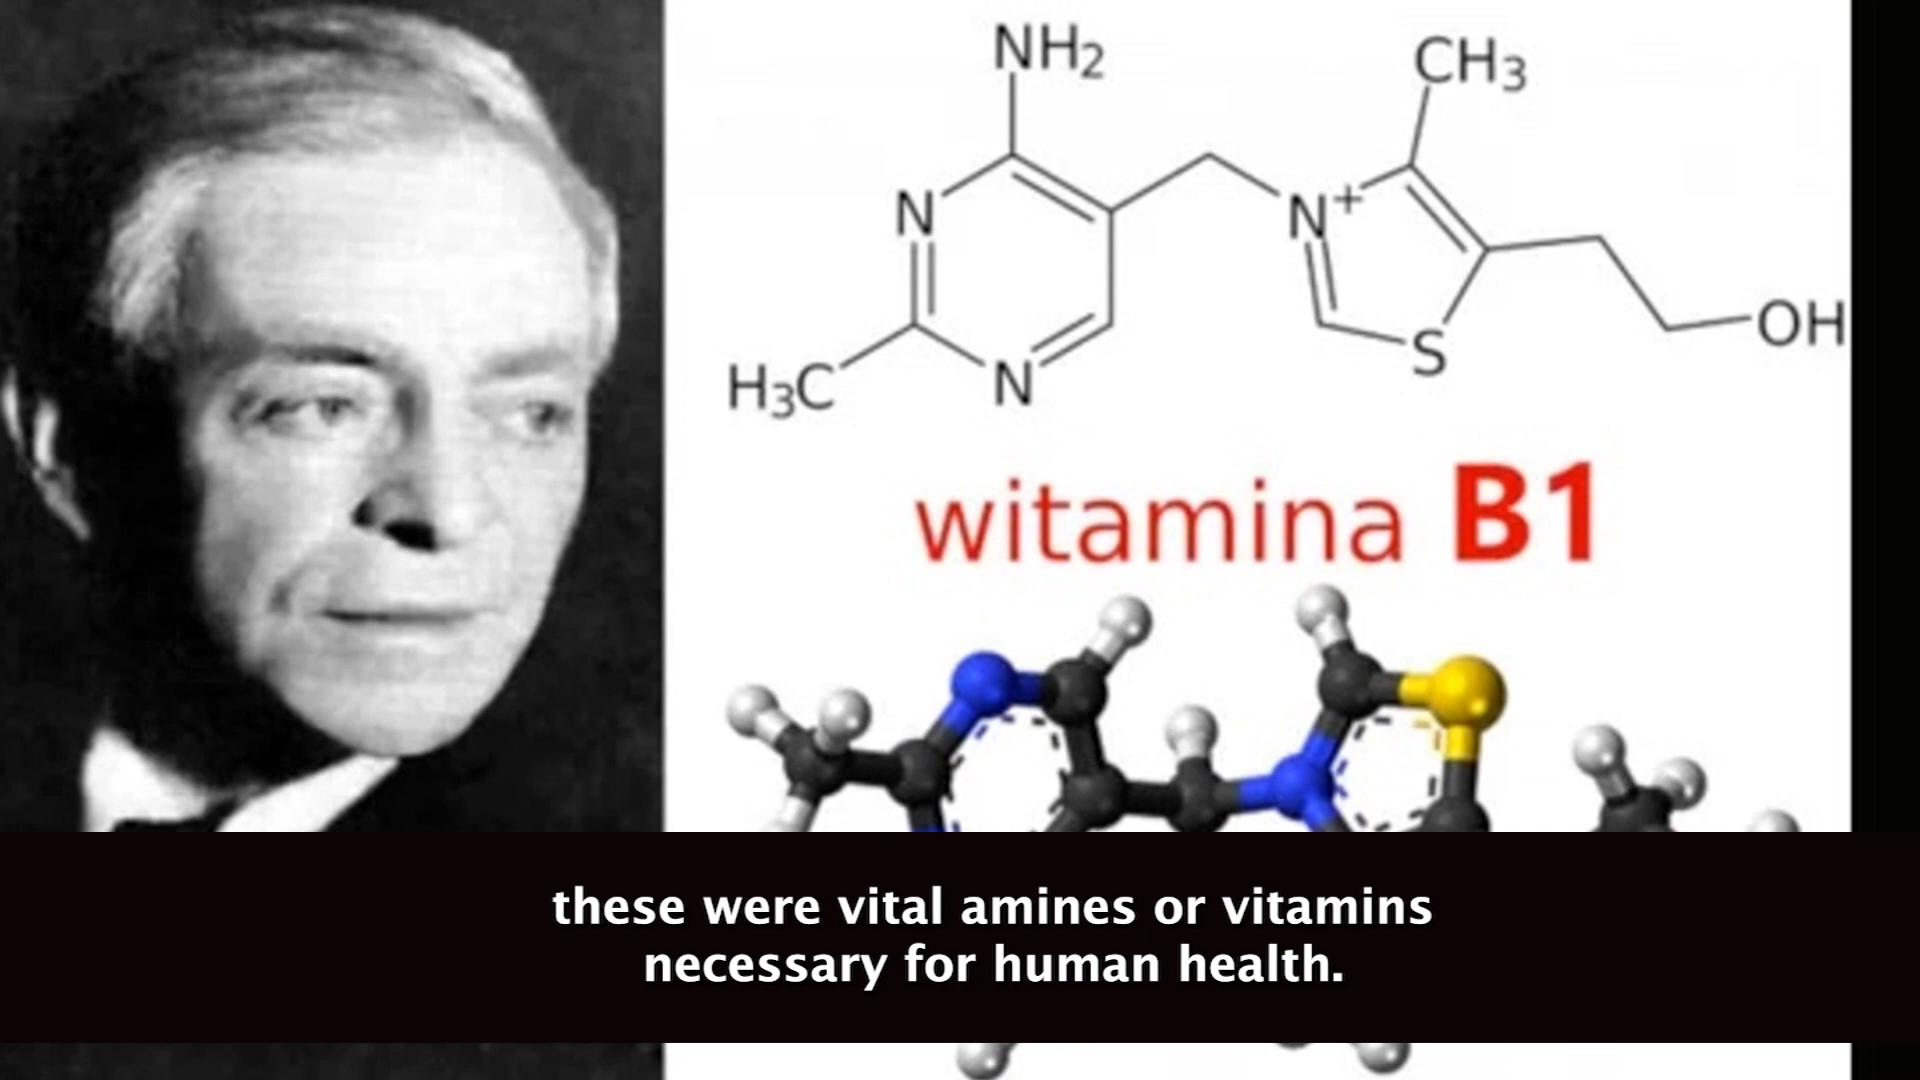 NH2
CH3
N
N+
H3C
N
S
OH
witamina B1
these were vital amines or vitamins
necessary for human health.